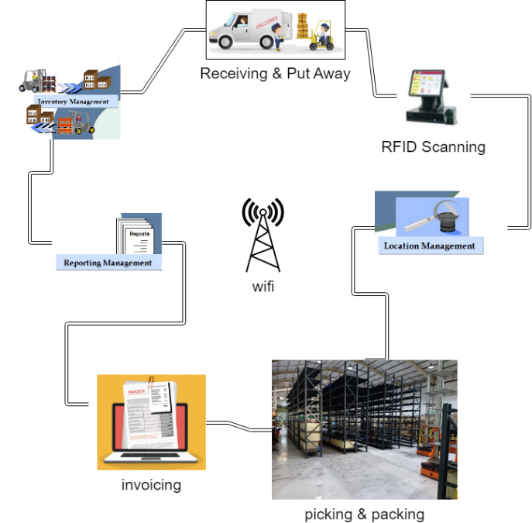 DELIVERY
Receiving & Put Away
Inventory Management
RFID Scanning
Reports
Reporting Management
wifi
Location Management
INVOICE
invoicing
picking & packing